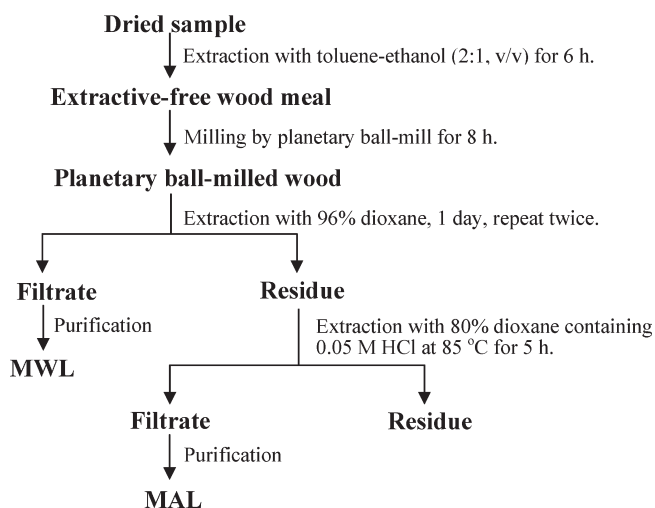 Dried sample
Extraction with toluene-ethanol (2:1, v/v) for 6 h.
Extractive-free wood meal
Milling by planetary ball-mill for 8 h.
Planetary ball-milled wood
Extraction with 96% dioxane, 1 day, repeat twice.
Filtrate
Residue
Purification
Extraction with 80% dioxane containing
0.05 M HCl at 85 °C for 5 h.
MWL
Filtrate
Residue
Purification
MAL